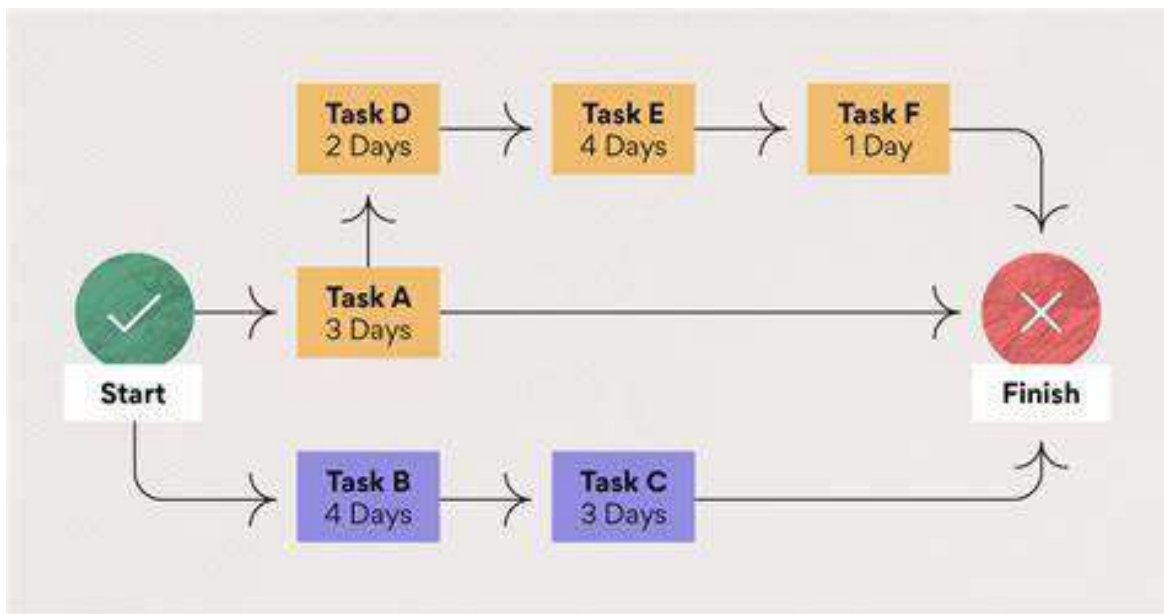 Task D
2 Days
Task E
4 Days
Task F
1 Day
Task A
3 Days
Start
Finish
Task B
4 Days
Task C
3 Days